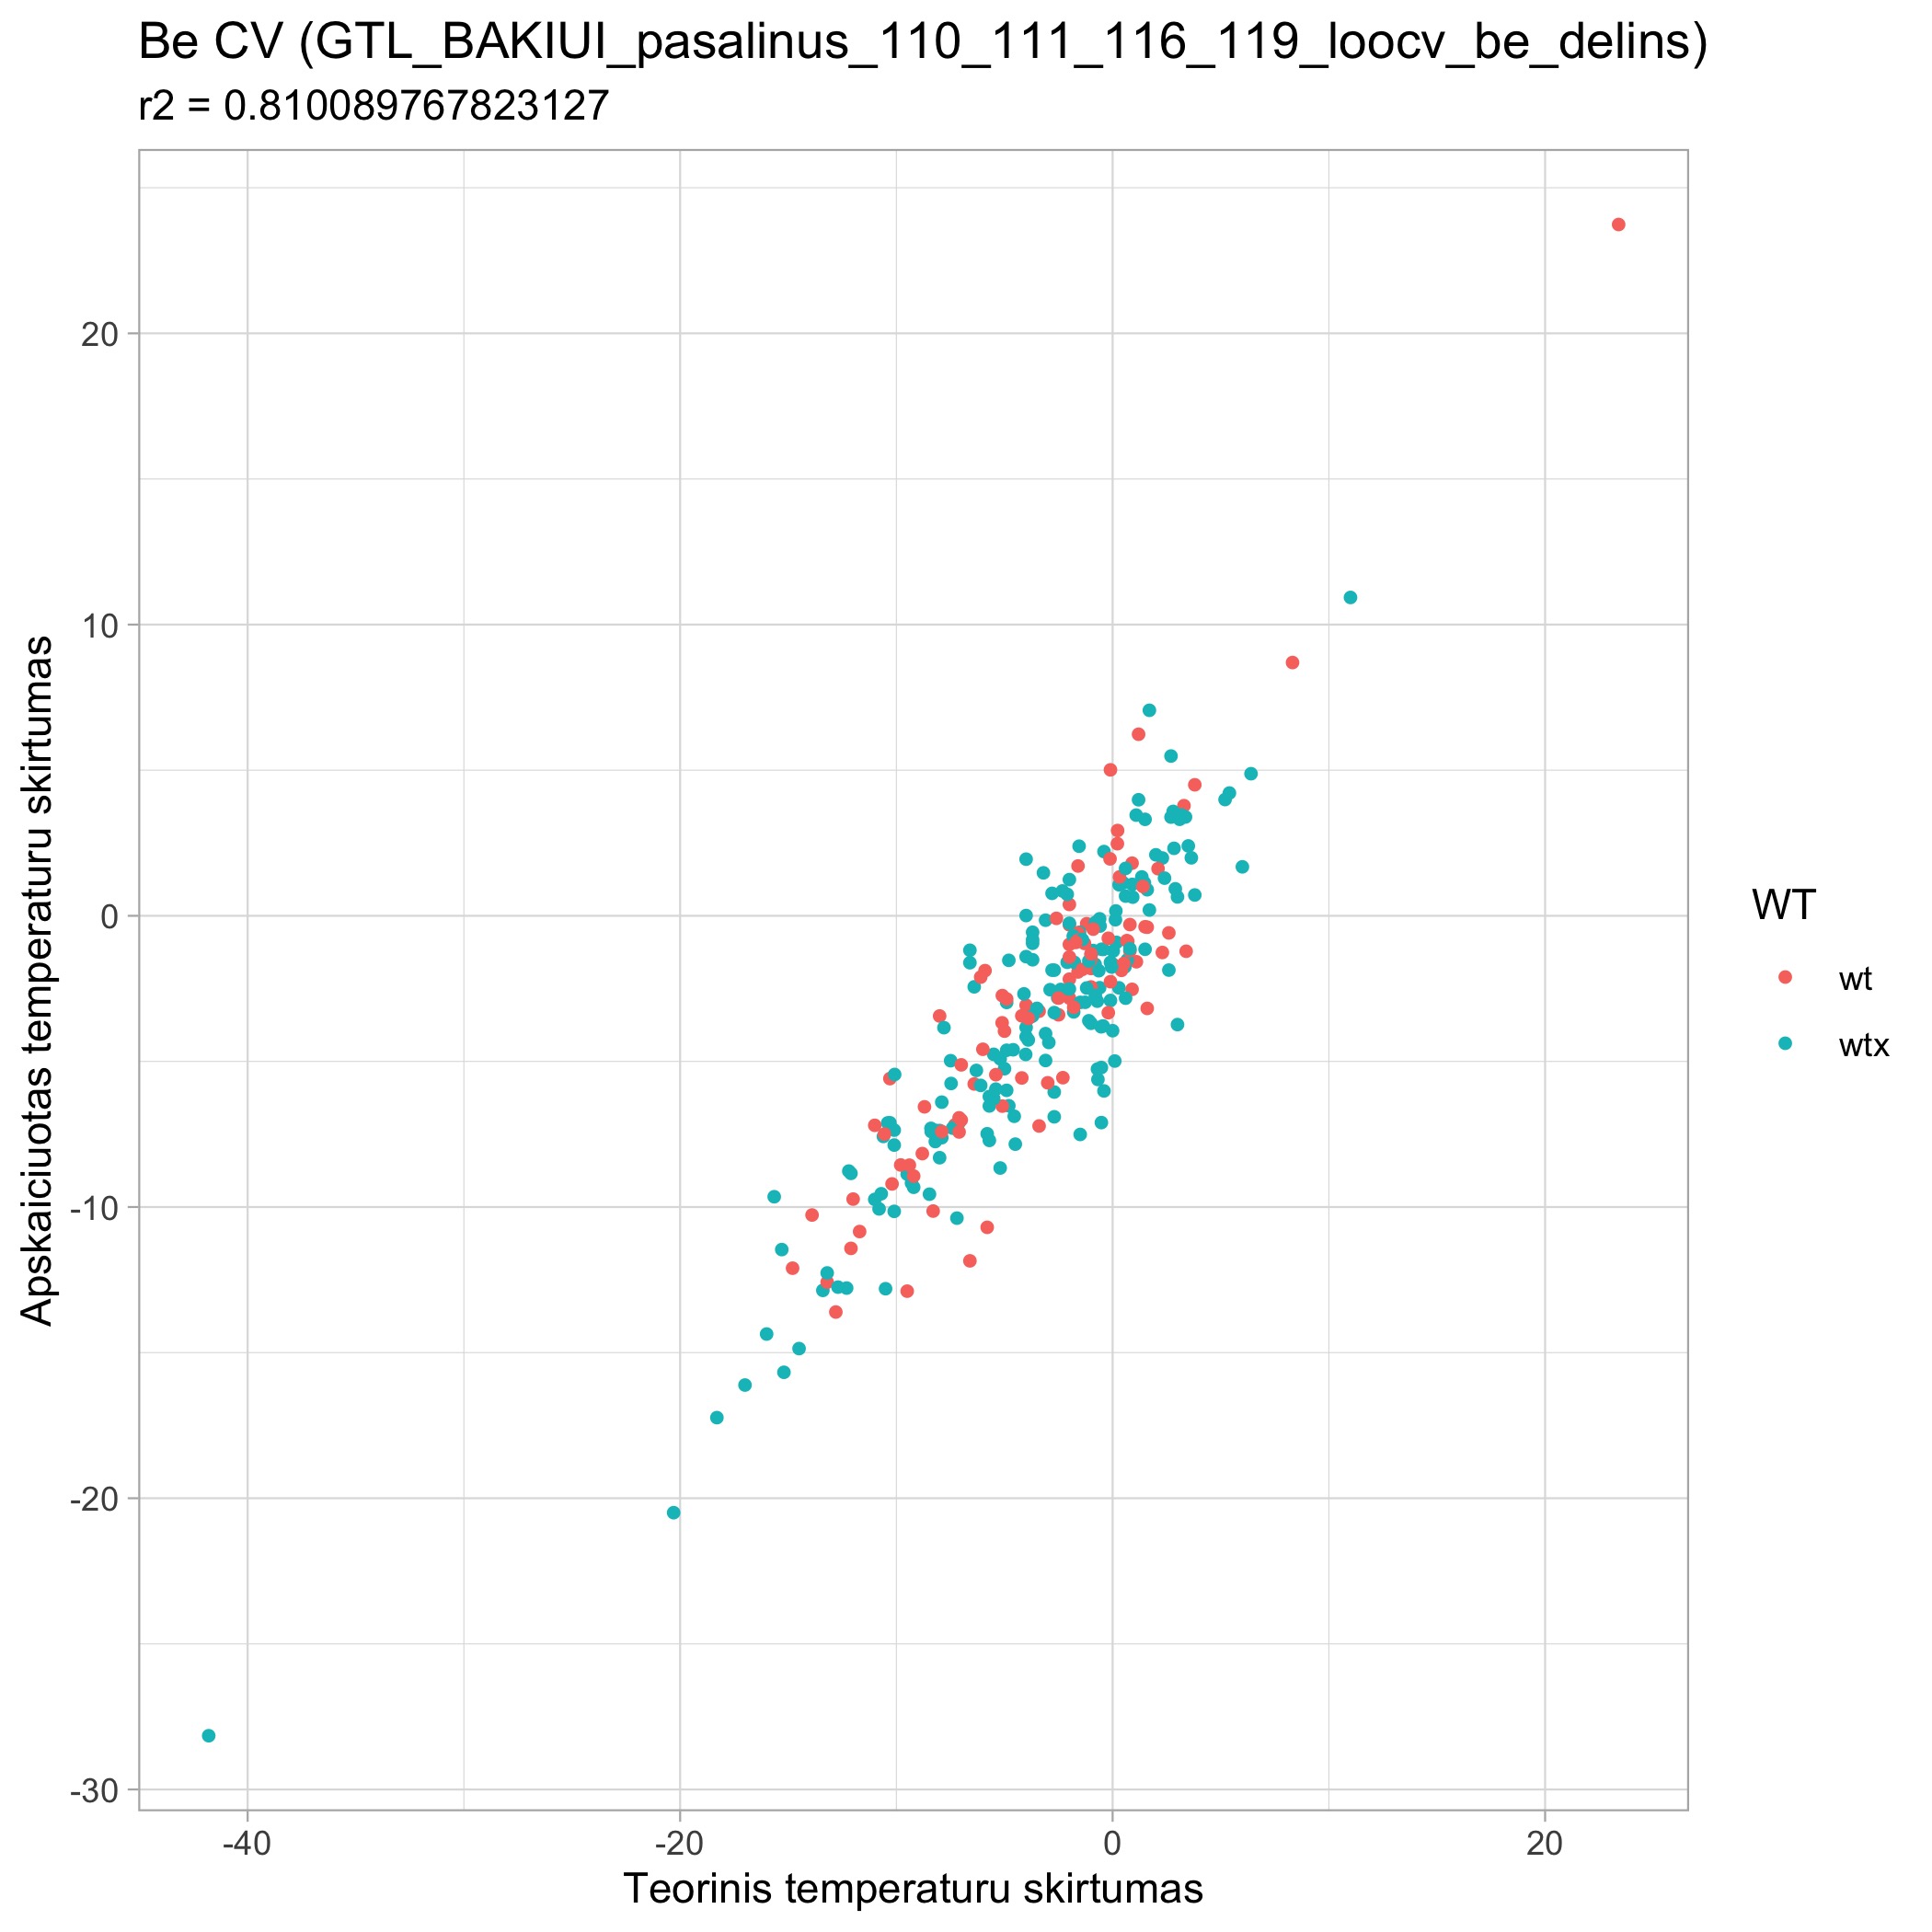 Be CV (GTL_BAKIUI_pasalinus_110_111_116_119_loocv_be_delins)
r2 = 0.810089767823127
Apskaiciuotas temperaturu skirtumas
20
10
0
-10
-20
-30
-40
-20
0
20
Teorinis temperaturu skirtumas
WT
wt
wtx